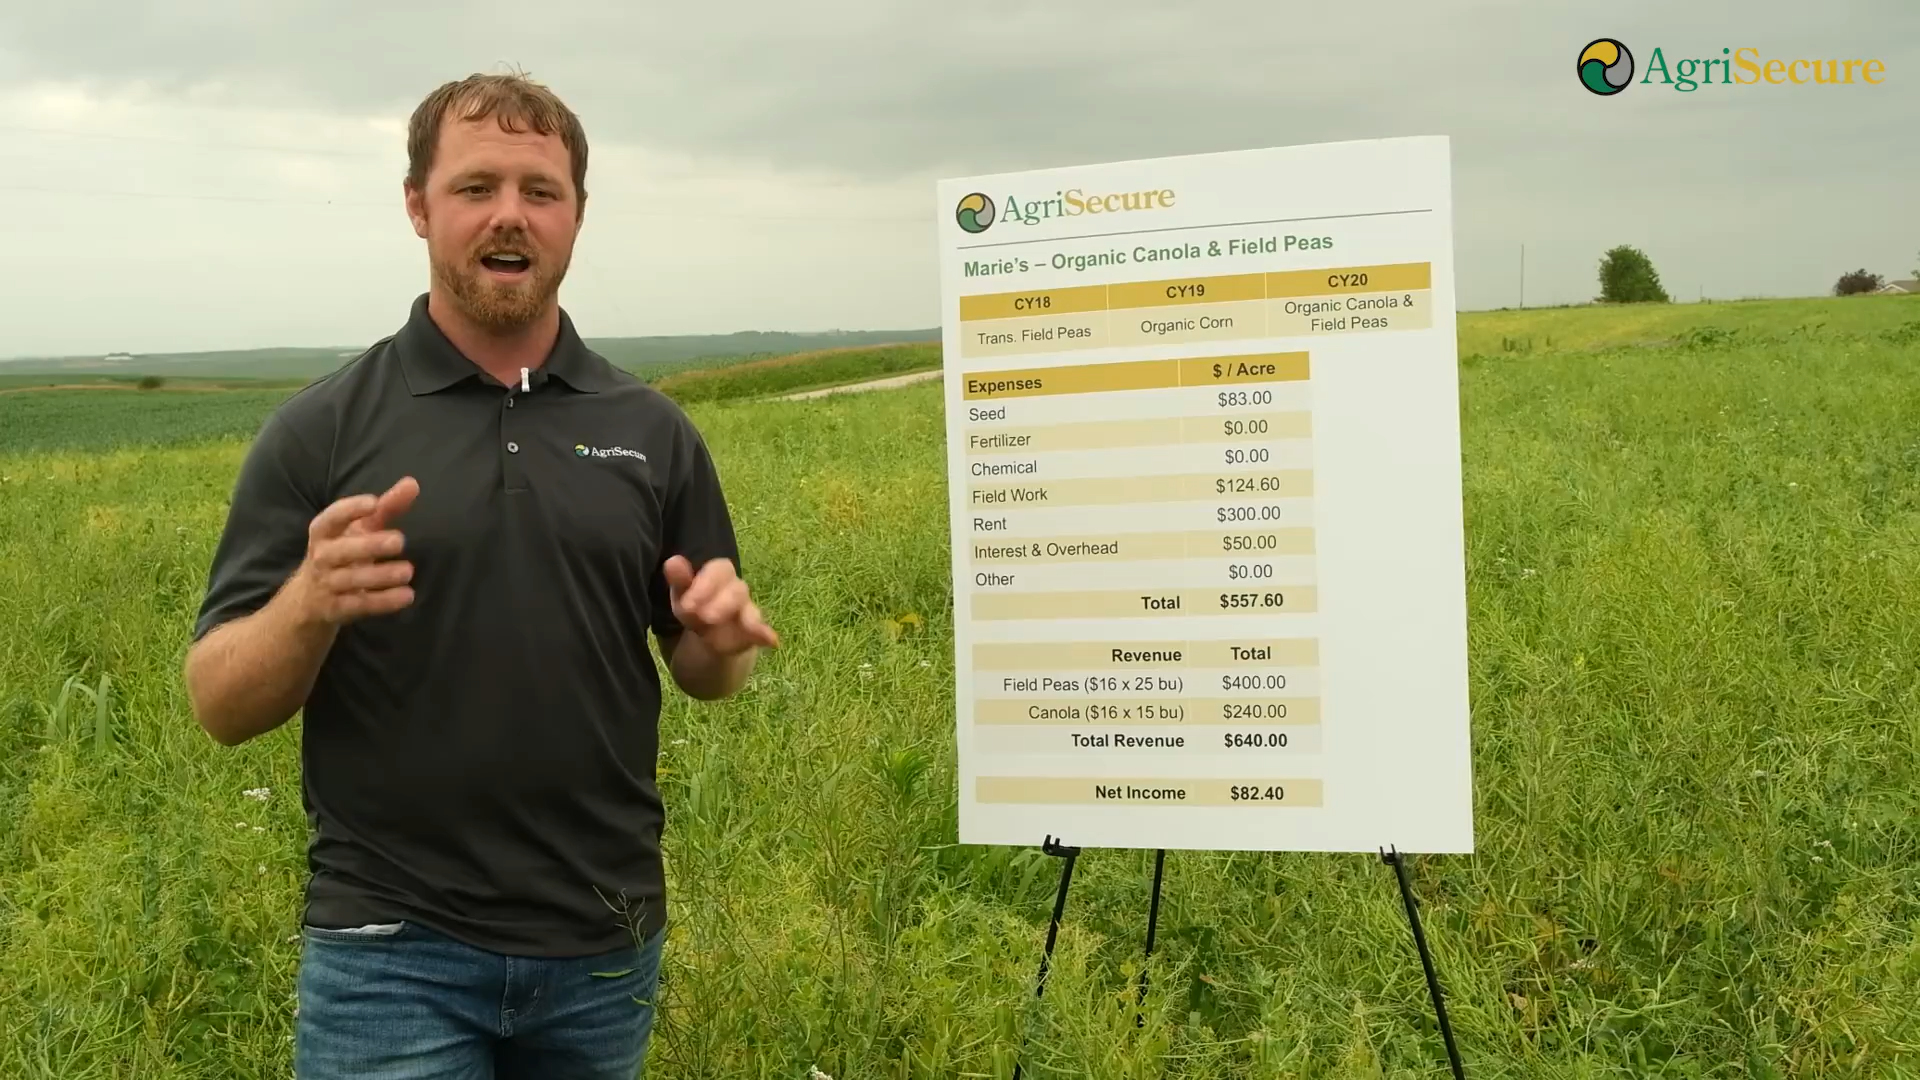 AgriSecure
AgriSecure
Marie's – Organic Canola & Field Peas
CY18 CY19 CY20
Trans. Field Peas Organic Corn Organic Canola &
Field Peas
Expenses $ / Acre
Seed $83.00
Fertilizer $0.00
Chemical $0.00
Field Work $124.60
Rent $300.00
Interest & Overhead $50.00
Other $0.00
Total $557.60
Revenue Total
Field Peas ($16 x 25 bu) $400.00
Canola ($16 x 15 bu) $240.00
Total Revenue $640.00
Net Income $82.40
AgriSecure